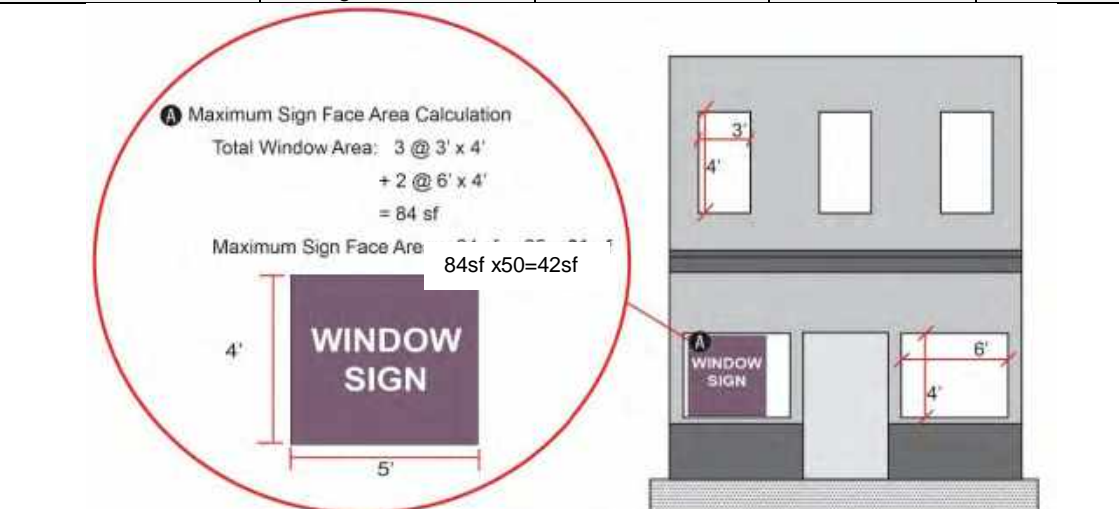 A Maximum Sign Face Area Calculation
Total Window Area: 3 @ 3' x 4'
+ 2 @ 6' x 4'
= 84 sf
Maximum Sign Face Are
84sf x50=42sf
4'
WINDOW
SIGN
5'
3'
4'
A
WINDOW
SIGN
6'
4'